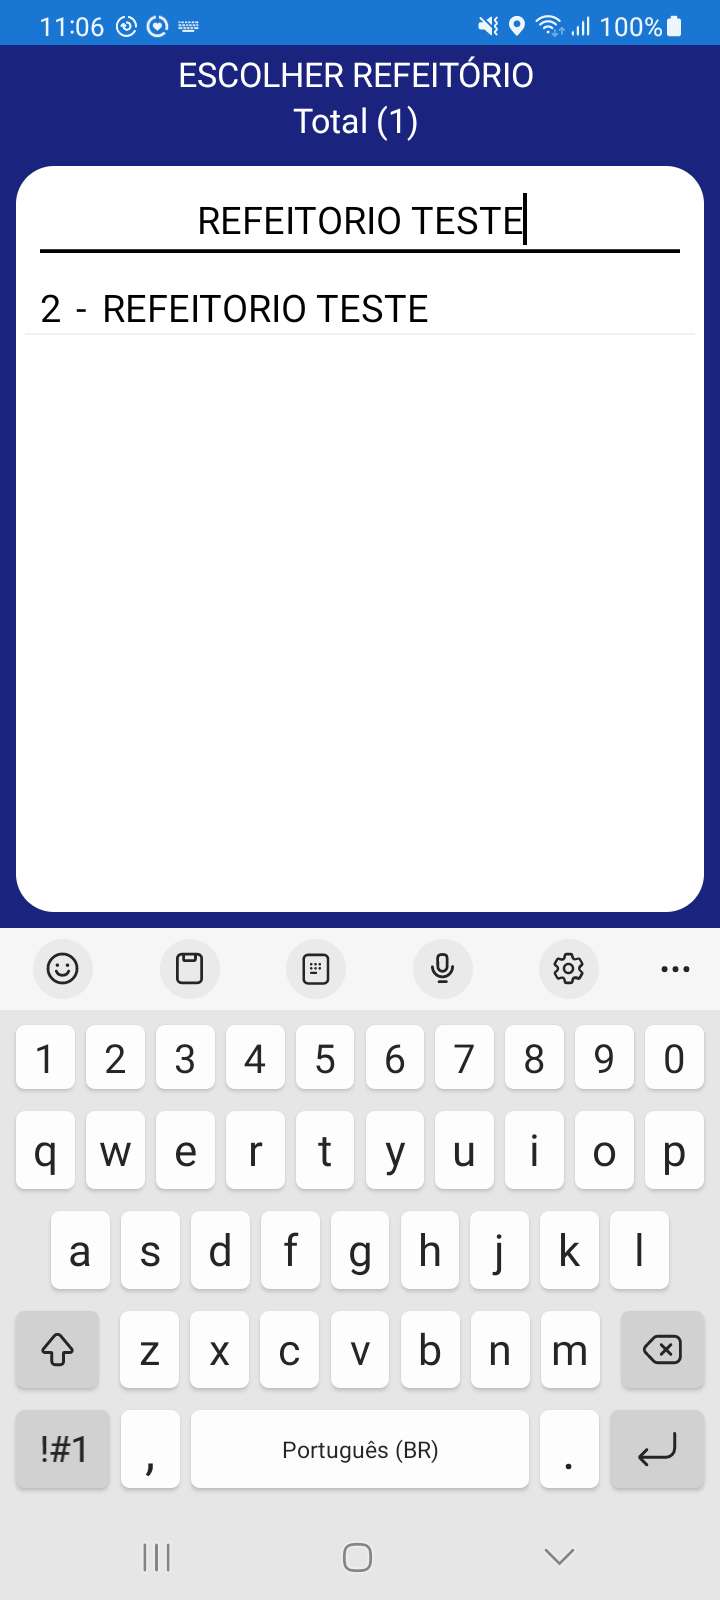 11:06 100%
ESCOLHER REFEITÓRIO
Total (1)
REFEITORIO TESTE
2 - REFEITORIO TESTE
1 2 3 4 5 6 7 8 9 0
q w e r t y u i o p
a s d f g h j k l
z x c v b n m
!#1 , Português (BR) .